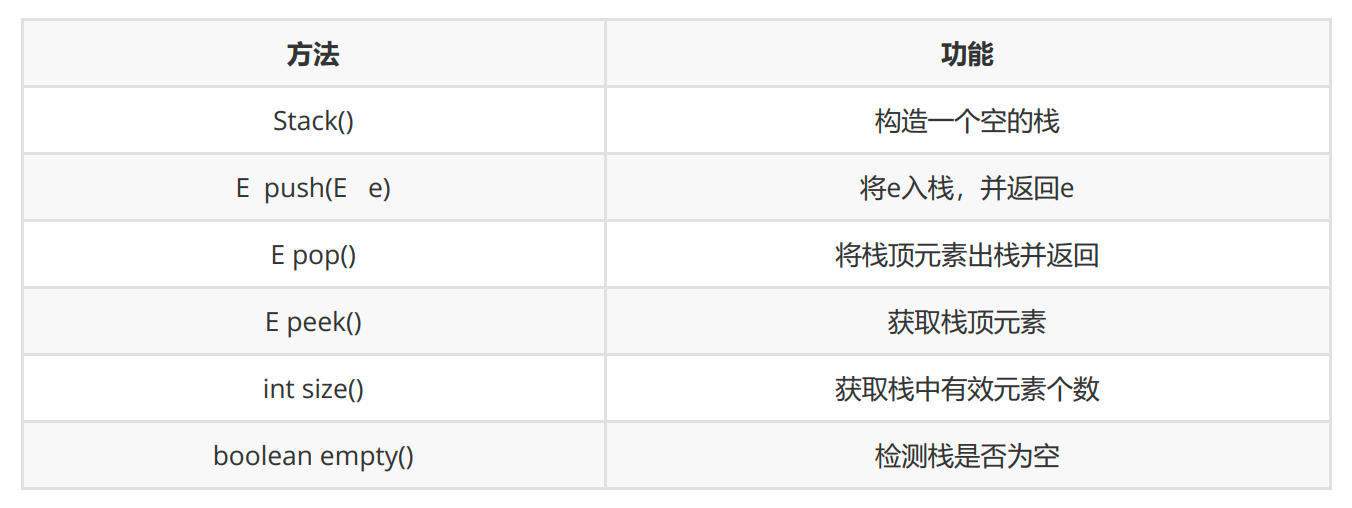 方法 功能
Stack() 构造一个空的栈
E push(E e) 将e入栈，并返回e
E pop() 将栈顶元素出栈并返回
E peek() 获取栈顶元素
int size() 获取栈中有效元素个数
boolean empty() 检测栈是否为空